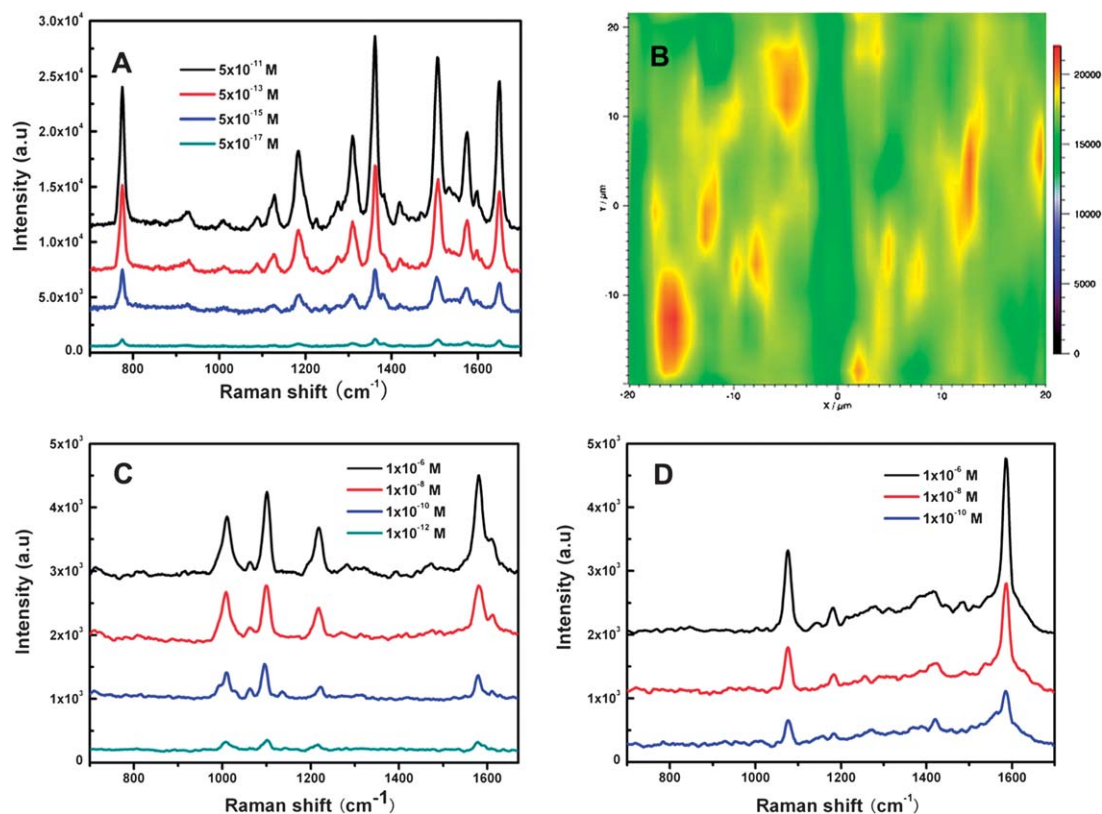 A
5x10⁻¹¹ M
5x10⁻¹³ M
5x10⁻¹⁵ M
5x10⁻¹⁷ M
3.0x10⁴
2.5x10⁴
2.0x10⁴
1.5x10⁴
1.0x10⁴
5.0x10³
0.0
Intensity (a.u)
800 1000 1200 1400 1600
Raman shift (cm⁻¹)
B
20
10
0
-10
Y / µm
-20 -10 0 10 20
X / µm
20000
15000
10000
5000
0
C
1x10⁻⁶ M
1x10⁻⁸ M
1x10⁻¹⁰ M
1x10⁻¹² M
5x10³
4x10³
3x10³
2x10³
1x10³
0
Intensity (a.u)
800 1000 1200 1400 1600
Raman shift (cm⁻¹)
D
1x10⁻⁶ M
1x10⁻⁸ M
1x10⁻¹⁰ M
5x10³
4x10³
3x10³
2x10³
1x10³
0
Intensity (a.u)
800 1000 1200 1400 1600
Raman shift (cm⁻¹)